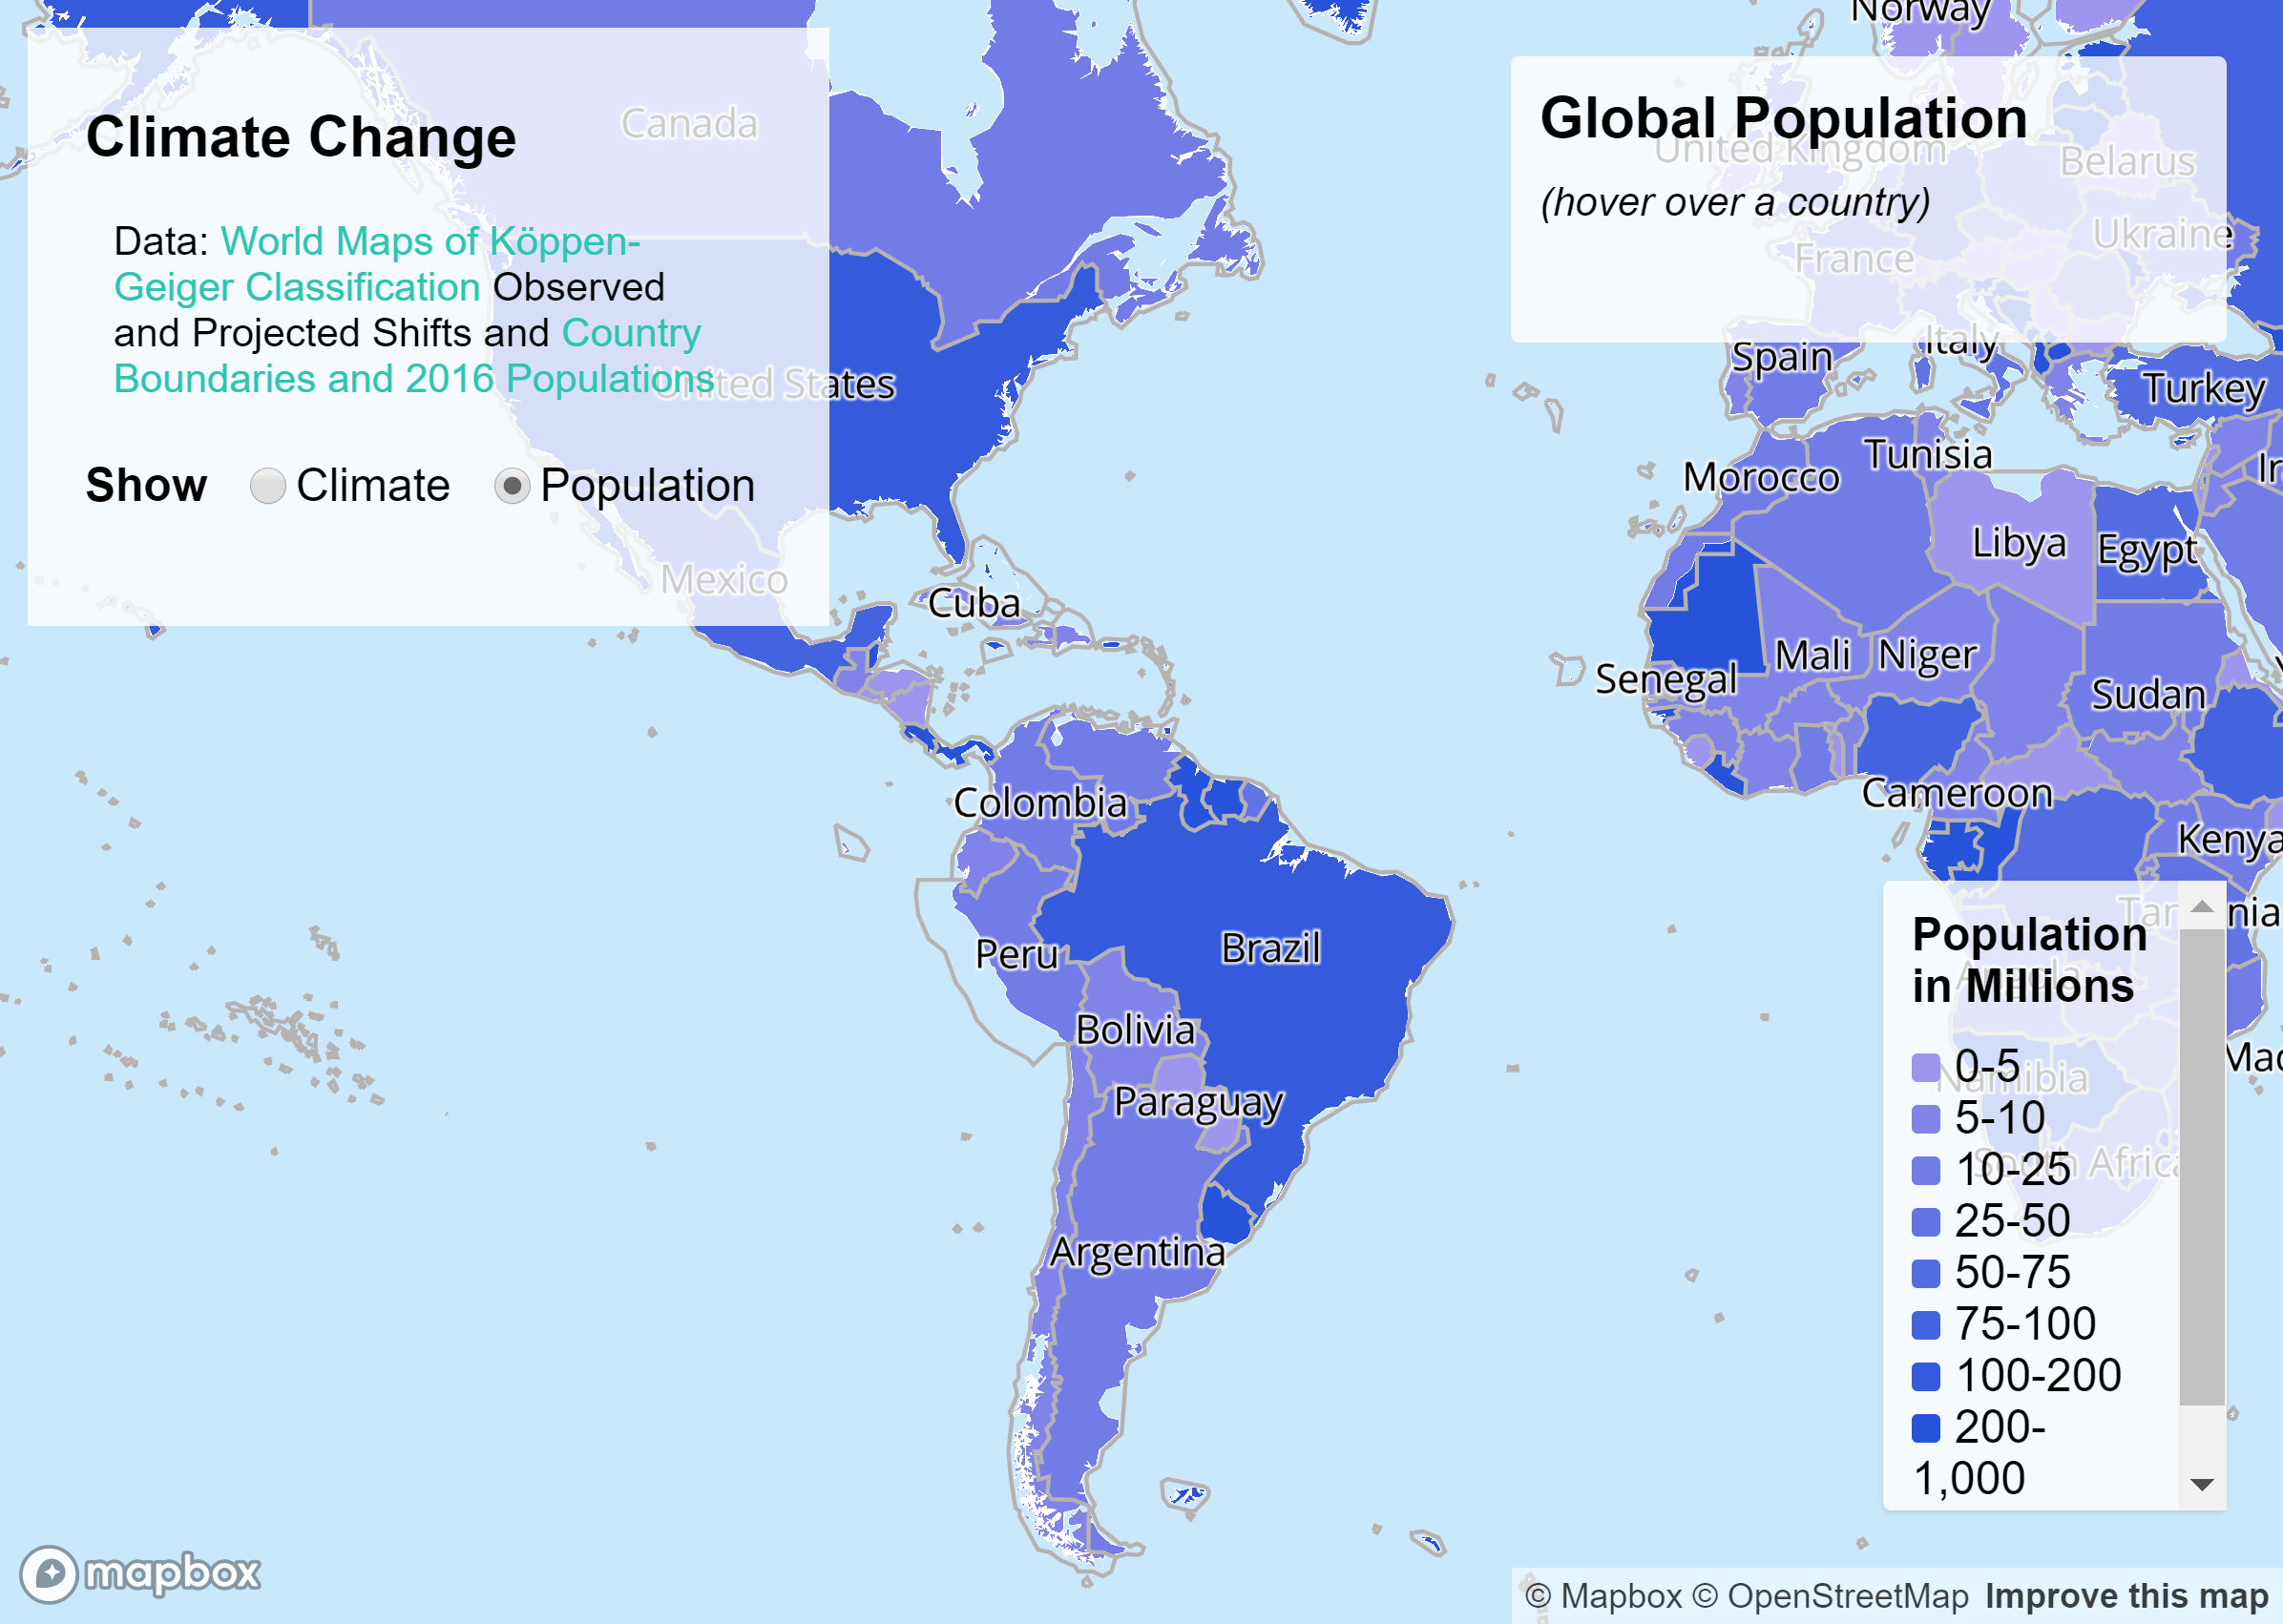 Norway
Canada
Climate Change
Data: World Maps of Köppen-
Geiger Classification Observed
and Projected Shifts and Country
Boundaries and 2016 Populations
United States
Show Climate Population
Mexico
Global Population
United Kingdom
Belarus
(hover over a country)
Ukraine
France
Spain
Italy
Turkey
Tunisia
Morocco
Libya
Egypt
Cuba
Mali
Niger
Senegal
Sudan
Colombia
Cameroon
Kenya
Brazil
Peru
Bolivia
Paraguay
Argentina
Population
in Millions
Angola
0-5
Namibia
5-10
South Africa
10-25
25-50
50-75
75-100
100-200
200-
1,000
mapbox
© Mapbox © OpenStreetMap Improve this map